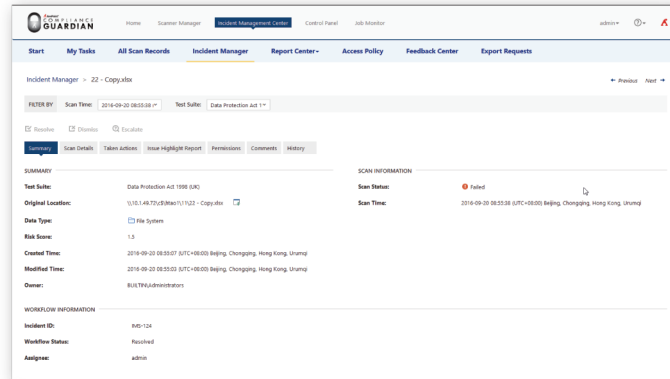 COMPLIANCE
GUARDIAN
Home Scanner Manager Incident Management Center Control Panel Job Monitor admin
Start My Tasks All Scan Records Incident Manager Report Center Access Policy Feedback Center Export Requests
Incident Manager > 22 - Copy.xlsx
Previous Next
FILTER BY Scan Time: 2016-09-20 08:55:38 Test Suite: Data Protection Act 1
Resolve Dismiss Escalate
Summary Scan Details Taken Actions Issue Highlight Report Permissions Comments History
SUMMARY SCAN INFORMATION
Test Suite: Data Protection Act 1998 (UK) Scan Status: Failed
Original Location: \\10.1.49.72\c$\ - Copy.xlsx Scan Time: 2016-09-20 08:55:38 (UTC+08:00) Beijing, Chongqing, Hong Kong, Urumqi
Data Type: File System
Risk Score: 1.5
Created Time: 2016-09-20 08:55:07 (UTC+08:00) Beijing, Chongqing, Hong Kong, Urumqi
Modified Time: 2016-09-20 08:55:03 (UTC+08:00) Beijing, Chongqing, Hong Kong, Urumqi
Owner: BUILTIN\Administrators
WORKFLOW INFORMATION
Incident ID: IMS-124
Workflow Status: Resolved
Assignee: admin